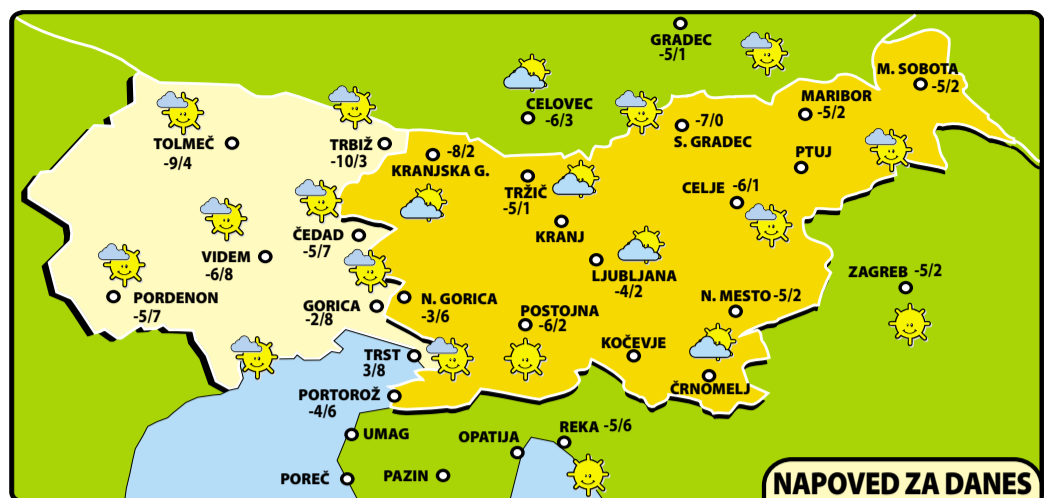 GRADEC
-5/1
M. SOBOTA
-5/2
CELOVEC
-6/3
MARIBOR
-5/2
-7/0
S. GRADEC
TOLMEČ
-9/4
TRBIŽ
-10/3
-8/2
KRANJSKA G.
PTUJ
TRŽIČ
-5/1
CELJE -6/1
KRANJ
ČEDAD
-5/7
VIDEM
-6/8
LJUBLJANA
-4/2
ZAGREB -5/2
PORDENON
-5/7
GORICA
-2/8
N. GORICA
-3/6
N. MESTO -5/2
POSTOJNA
-6/2
KOČEVJE
TRST
3/8
ČRNOMELJ
PORTOROŽ
-4/6
UMAG
OPATIJA
REKA -5/6
POREČ
PAZIN
NAPOVED ZA DANES